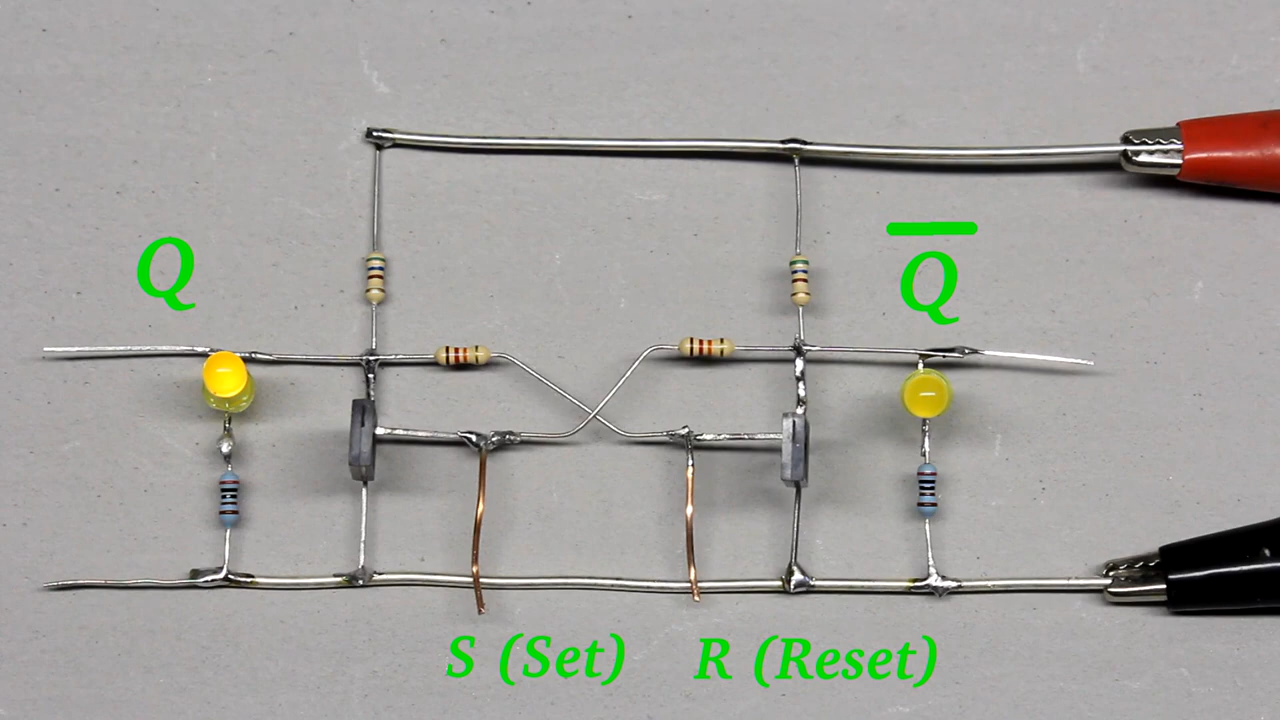 Q
Q̅
S (Set)
R (Reset)